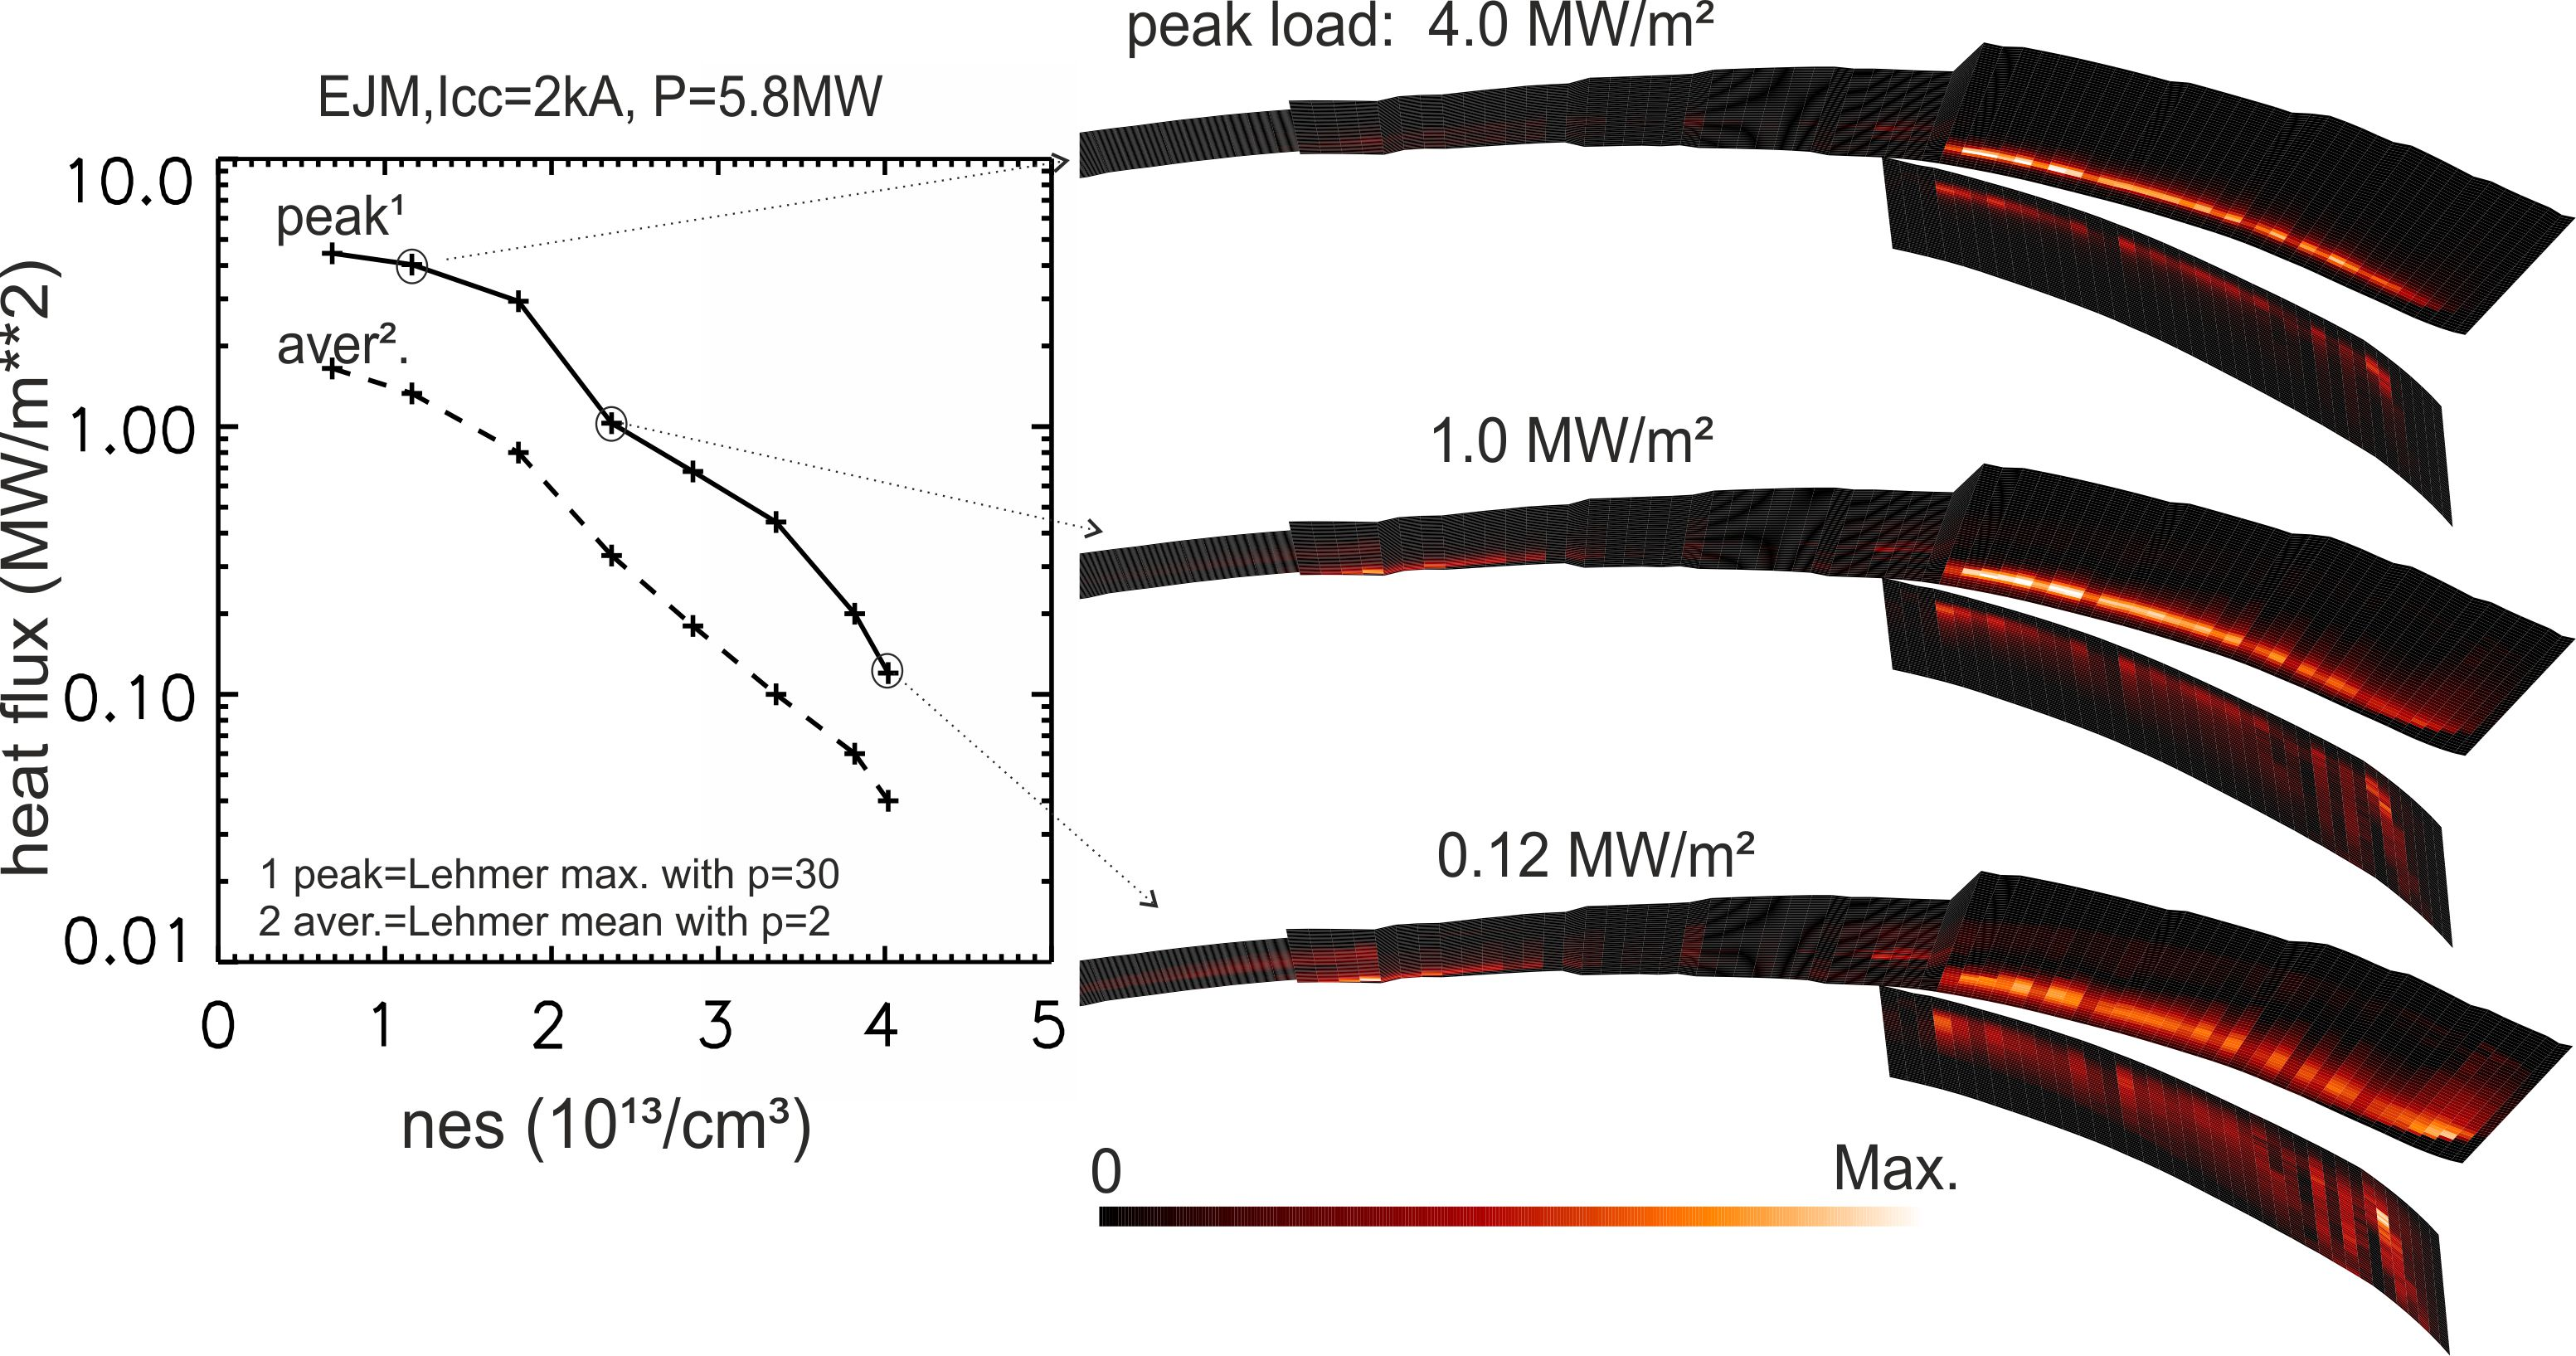 peak load: 4.0 MW/m²
EJM,Icc=2kA, P=5.8MW
10.0
peak¹
aver².
1.00
0.10
0.01
heat flux (MW/m**2)
1 peak=Lehmer max. with p=30
2 aver.=Lehmer mean with p=2
0 1 2 3 4 5
nes (10¹³/cm³)
1.0 MW/m²
0.12 MW/m²
0 Max.